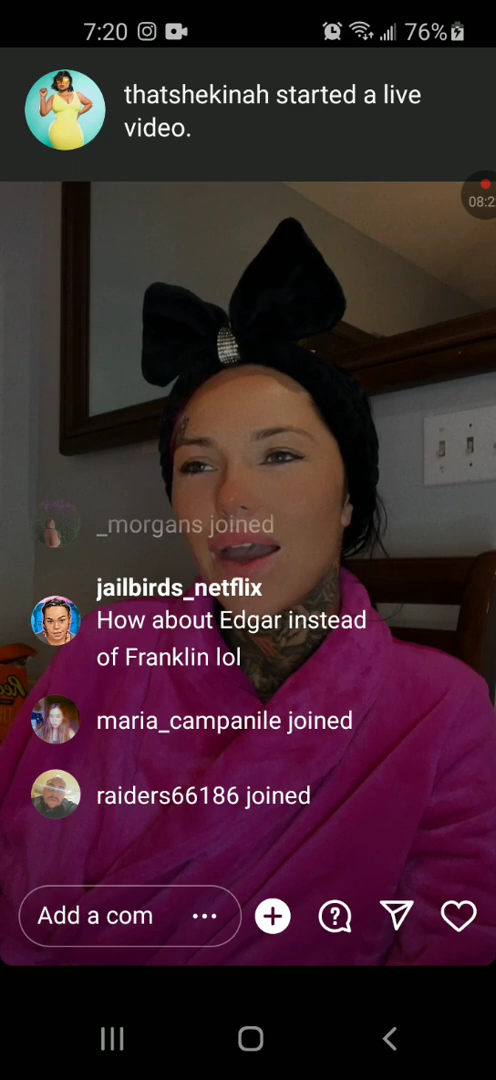 7:20
76%
thatshekinah started a live
video.
08:2
_morgans joined
jailbirds_netflix
How about Edgar instead
of Franklin lol
maria_campanile joined
raiders66186 joined
Add a com